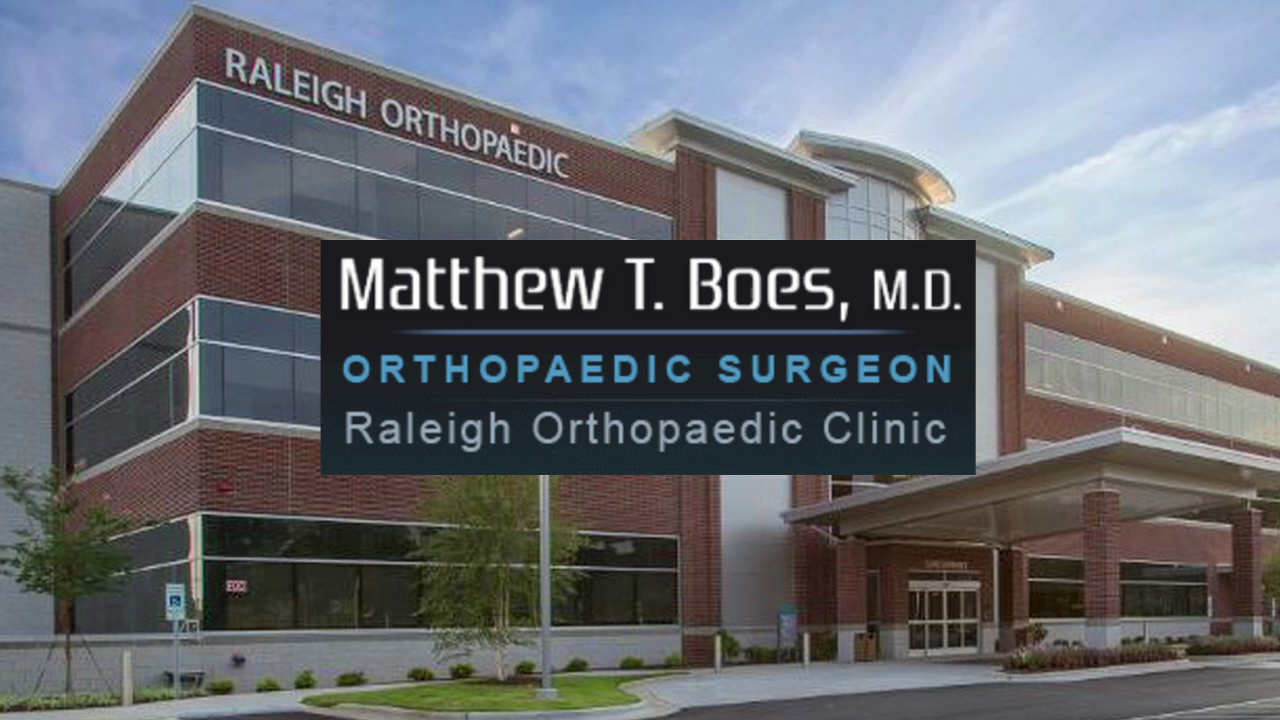 RALEIGH ORTHOPAEDIC
Matthew T. Boes, M.D.
ORTHOPAEDIC SURGEON
Raleigh Orthopaedic Clinic